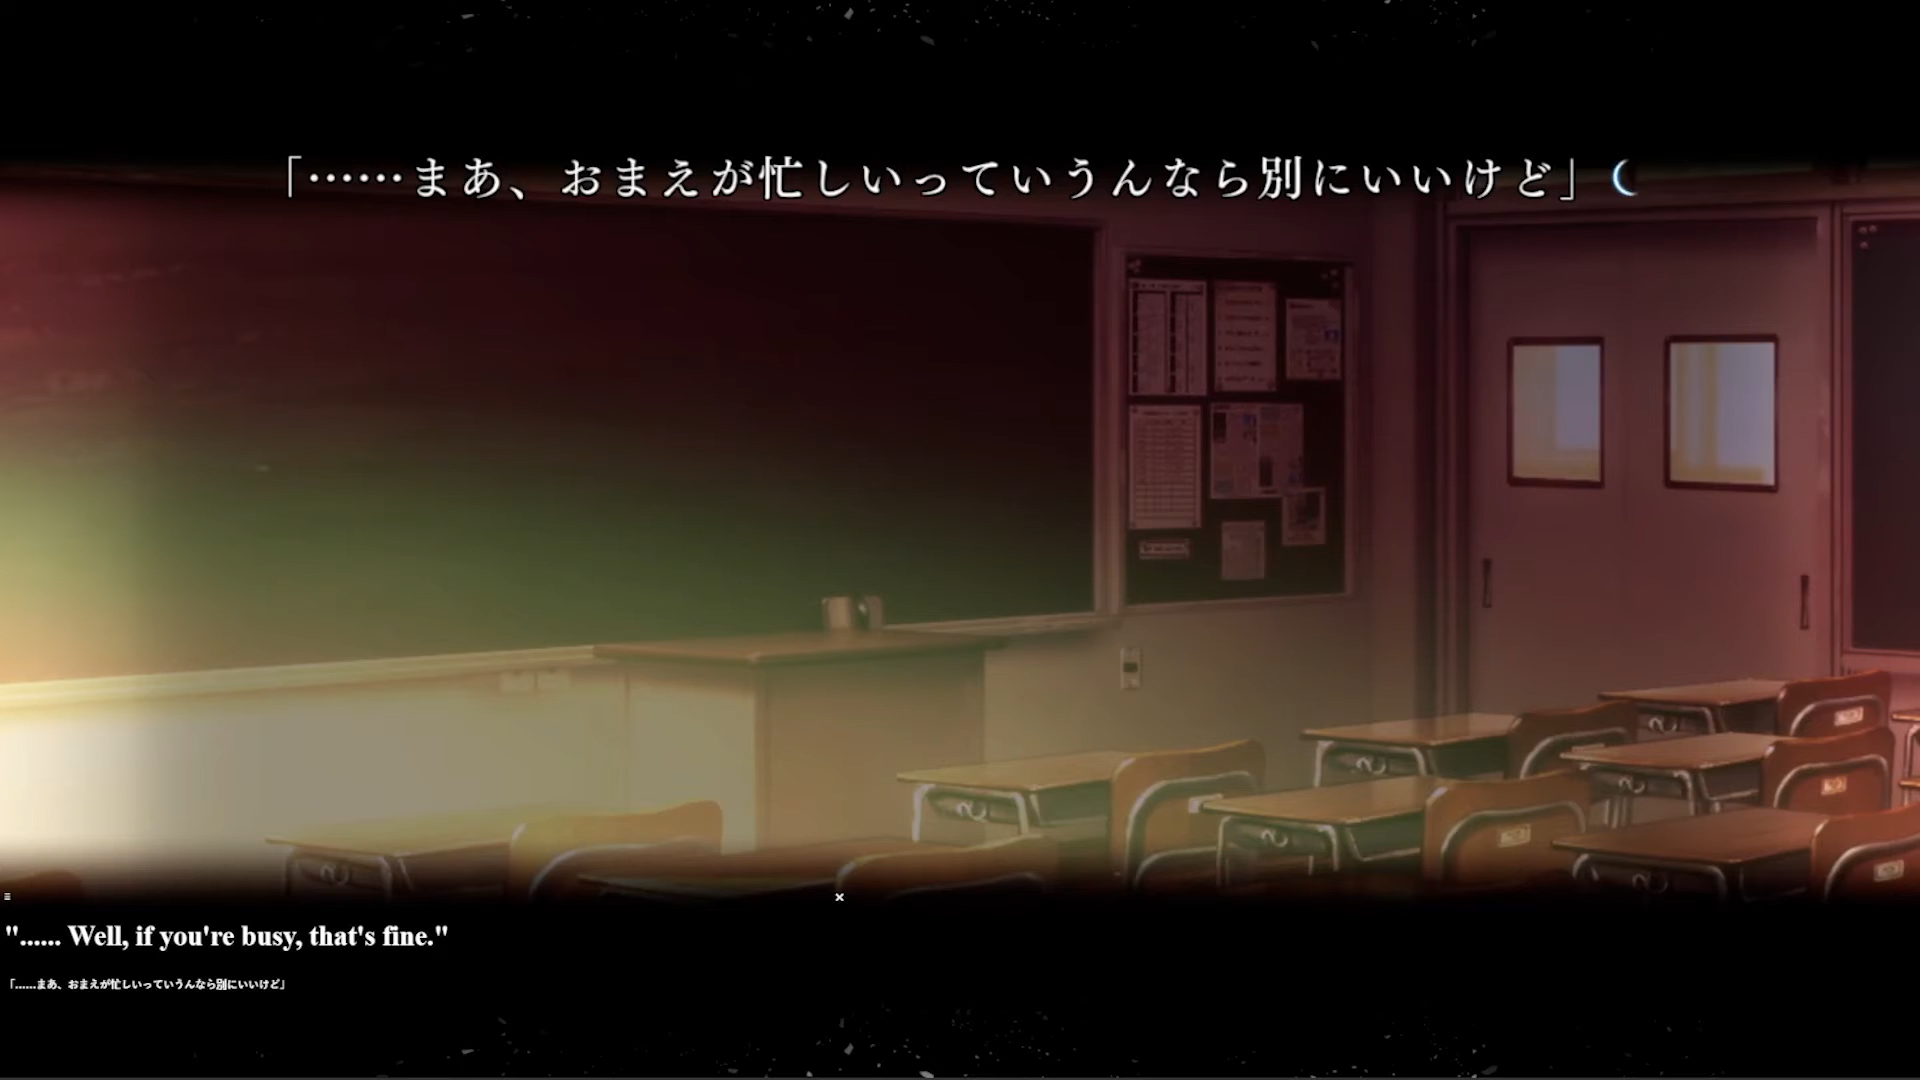 「……まあ、おまえが忙しいっていうんなら別にいいけど」
"...... Well, if you're busy, that's fine."
「......まあ、おまえが忙しいっていうんなら別にいいけど」